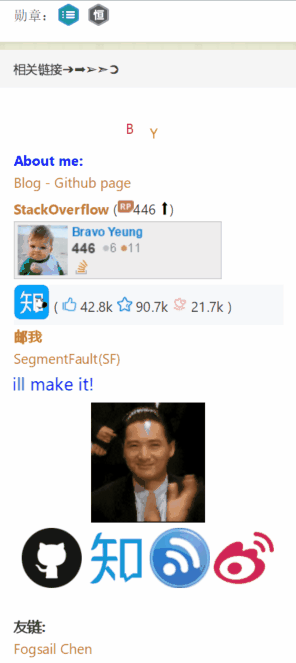 勋章：
恒
相关链接➔➡➢➣➲
B
Y
About me:
Blog - Github page
StackOverflow (RP446⬆)
Bravo Yeung
446 ●6 ●11
知 ( 42.8k 90.7k 21.7k )
邮我
SegmentFault(SF)
ill make it!
知
友链:
Fogsail Chen